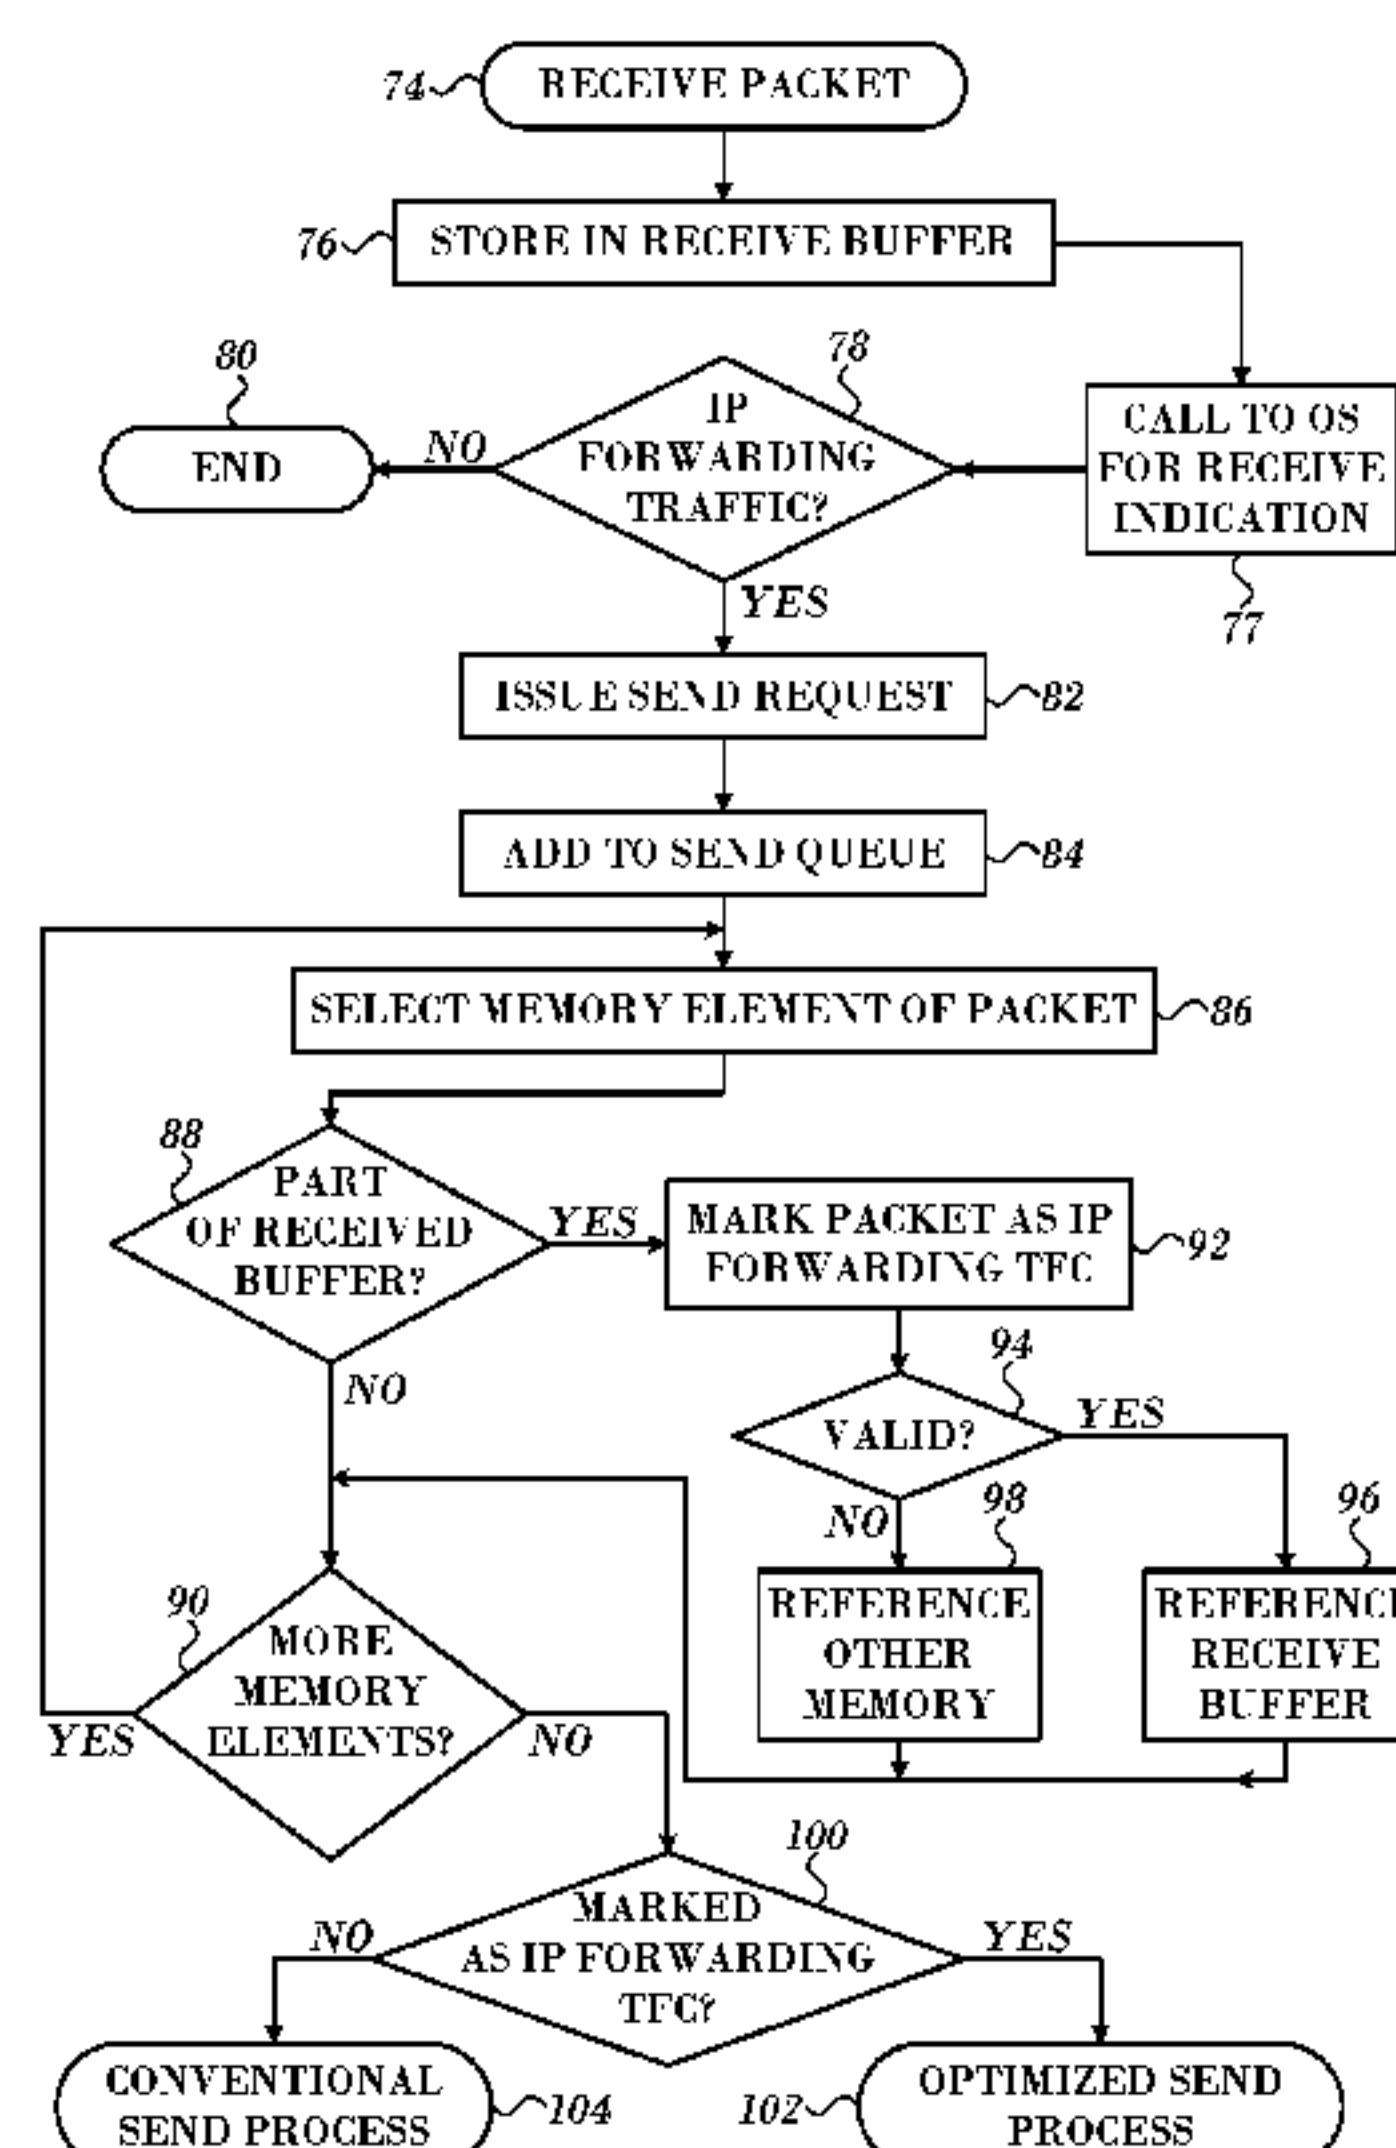 74
RECEIVE PACKET
76
STORE IN RECEIVE BUFFER
80
78
END
NO
IP
FORWARDING
TRAFFIC?
CALL TO OS
FOR RECEIVE
INDICATION
77
YES
ISSUE SEND REQUEST
82
ADD TO SEND QUEUE
84
SELECT MEMORY ELEMENT OF PACKET
86
88
PART
OF RECEIVED
BUFFER?
YES
MARK PACKET AS IP
FORWARDING TFC
92
NO
94
VALID?
YES
NO
98
96
REFERENCE
OTHER
MEMORY
REFERENCE
RECEIVE
BUFFER
90
MORE
MEMORY
ELEMENTS?
YES
NO
100
MARKED
AS IP FORWARDING
TFC?
NO
YES
CONVENTIONAL
SEND PROCESS
104
102
OPTIMIZED SEND
PROCESS